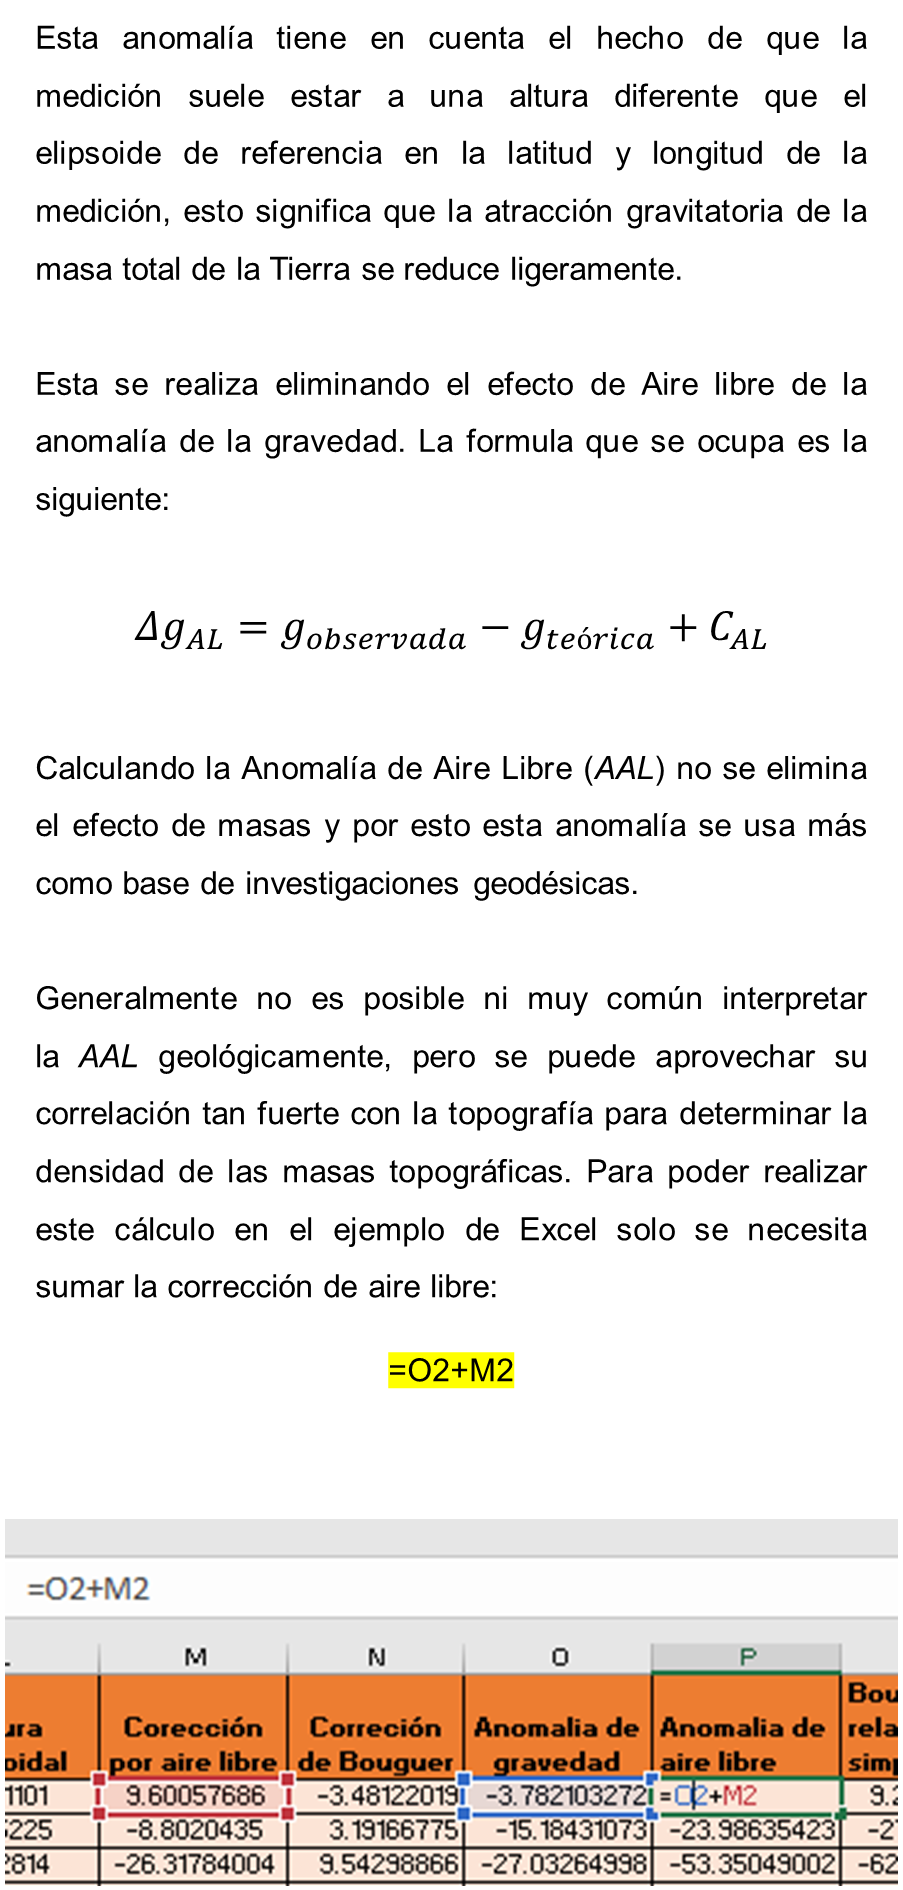 Esta anomalía tiene en cuenta el hecho de que la
medición suele estar a una altura diferente que el
elipsoide de referencia en la latitud y longitud de la
medición, esto significa que la atracción gravitatoria de la
masa total de la Tierra se reduce ligeramente.
Esta se realiza eliminando el efecto de Aire libre de la
anomalía de la gravedad. La formula que se ocupa es la
siguiente:
Δg_AL = g_observada − g_teórica + C_AL
Calculando la Anomalía de Aire Libre (AAL) no se elimina
el efecto de masas y por esto esta anomalía se usa más
como base de investigaciones geodésicas.
Generalmente no es posible ni muy común interpretar
la AAL geológicamente, pero se puede aprovechar su
correlación tan fuerte con la topografía para determinar la
densidad de las masas topográficas. Para poder realizar
este cálculo en el ejemplo de Excel solo se necesita
sumar la corrección de aire libre:
=O2+M2
=O2+M2
M N O P
Bou
ura Corección Correción Anomalia de Anomalia de rela
oidal por aire libre de Bouguer gravedad aire libre simp
1101 9.60057686 -3.48122019 -3.782103272 =O2+M2 9.2
225 -8.8020435 3.19166775 -15.18431073 -23.98635423 -2
814 -26.31784004 9.54298866 -27.03264998 -53.35049002 -62